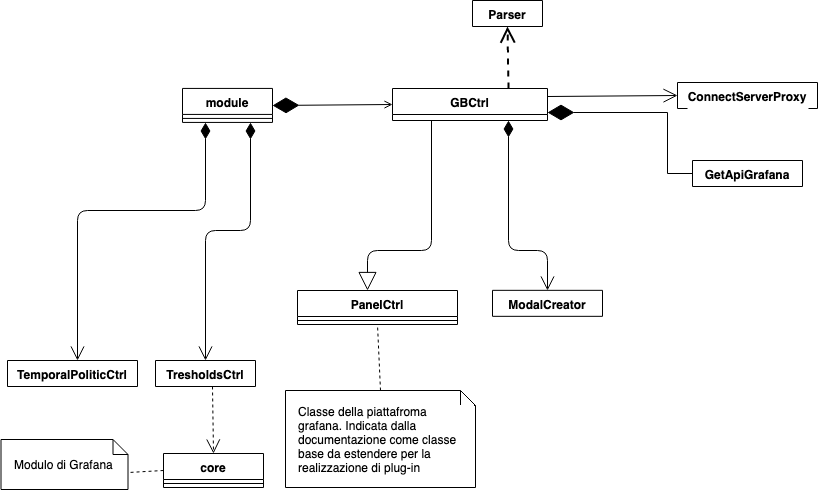 Parser
module
GBCtrl
ConnectServerProxy
GetApiGrafana
PanelCtrl
ModalCreator
TemporalPoliticCtrl
TresholdsCtrl
Classe della piattafroma
grafana. Indicata dalla
documentazione come classe
base da estendere per la
realizzazione di plug-in
Modulo di Grafana
core